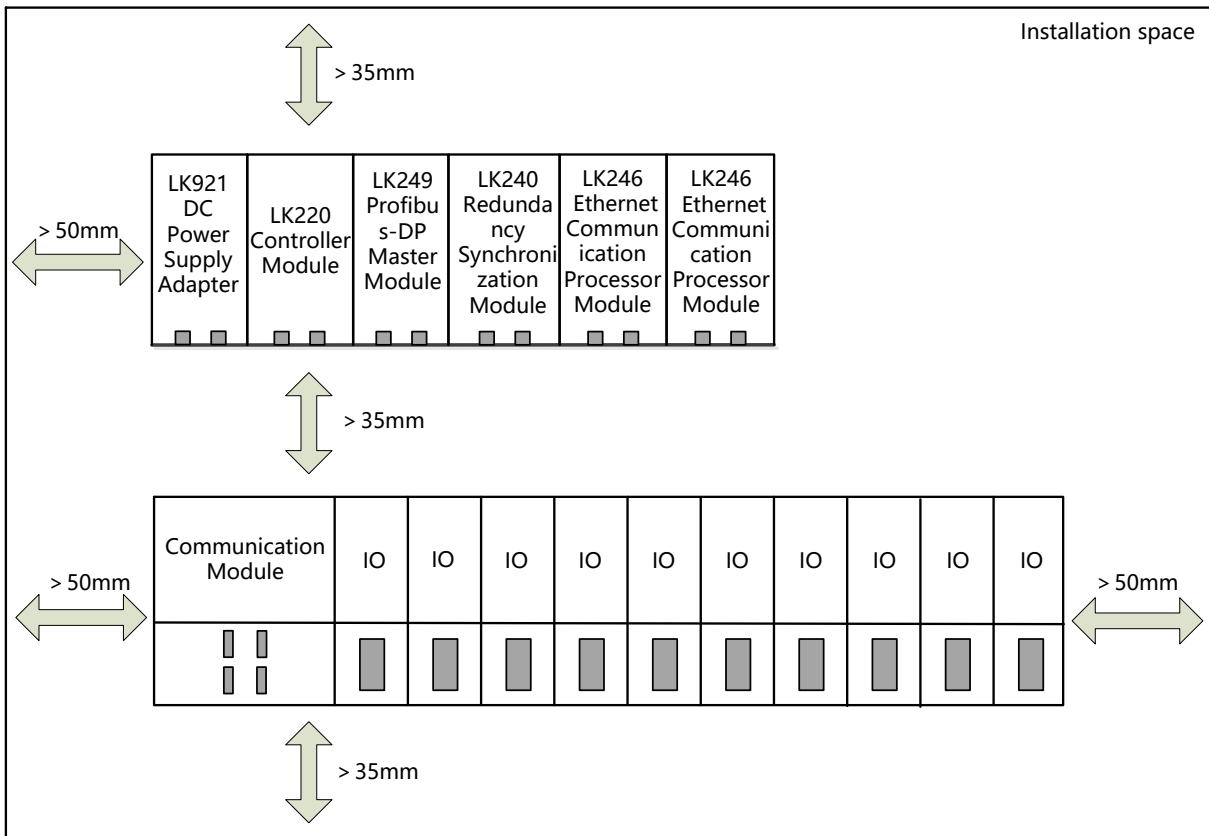 Installation space
> 35mm
> 50mm
LK921
DC
Power
Supply
Adapter
LK220
Controller
Module
LK249
Profibu
s-DP
Master
Module
LK240
Redunda
ncy
Synchroni
zation
Module
LK246
Ethernet
Commun
ication
Processor
Module
LK246
Ethernet
Communi
cation
Processor
Module
> 35mm
> 50mm
Communication
Module
IO
IO
IO
IO
IO
IO
IO
IO
IO
IO
> 50mm
> 35mm